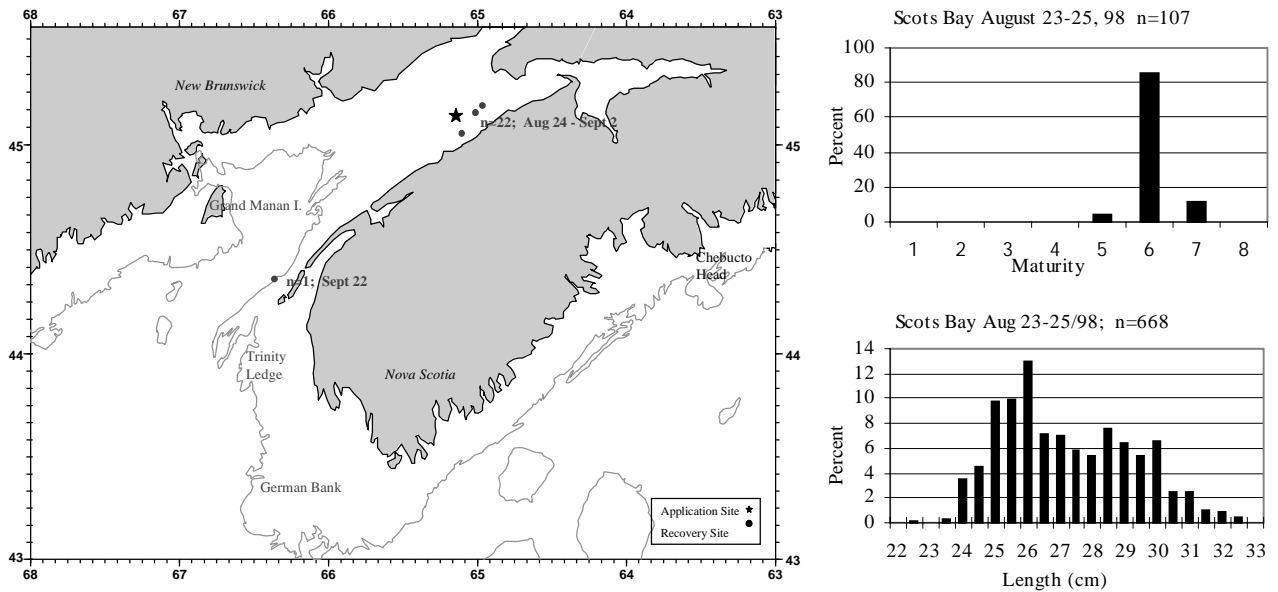 68 67 66 65 64 63
New Brunswick
n=22; Aug 24 - Sept 2
45 45
Grand Manan I.
Chebucto
Head
n=1; Sept 22
44 44
Trinity
Ledge
Nova Scotia
German Bank
Application Site
Recovery Site
43 43
68 67 66 65 64 63
Scots Bay August 23-25, 98 n=107
100
80
60
40
20
0
Percent
1 2 3 4 5 6 7 8
Maturity
Scots Bay Aug 23-25/98; n=668
14
12
10
8
6
4
2
0
Percent
22 23 24 25 26 27 28 29 30 31 32 33
Length (cm)